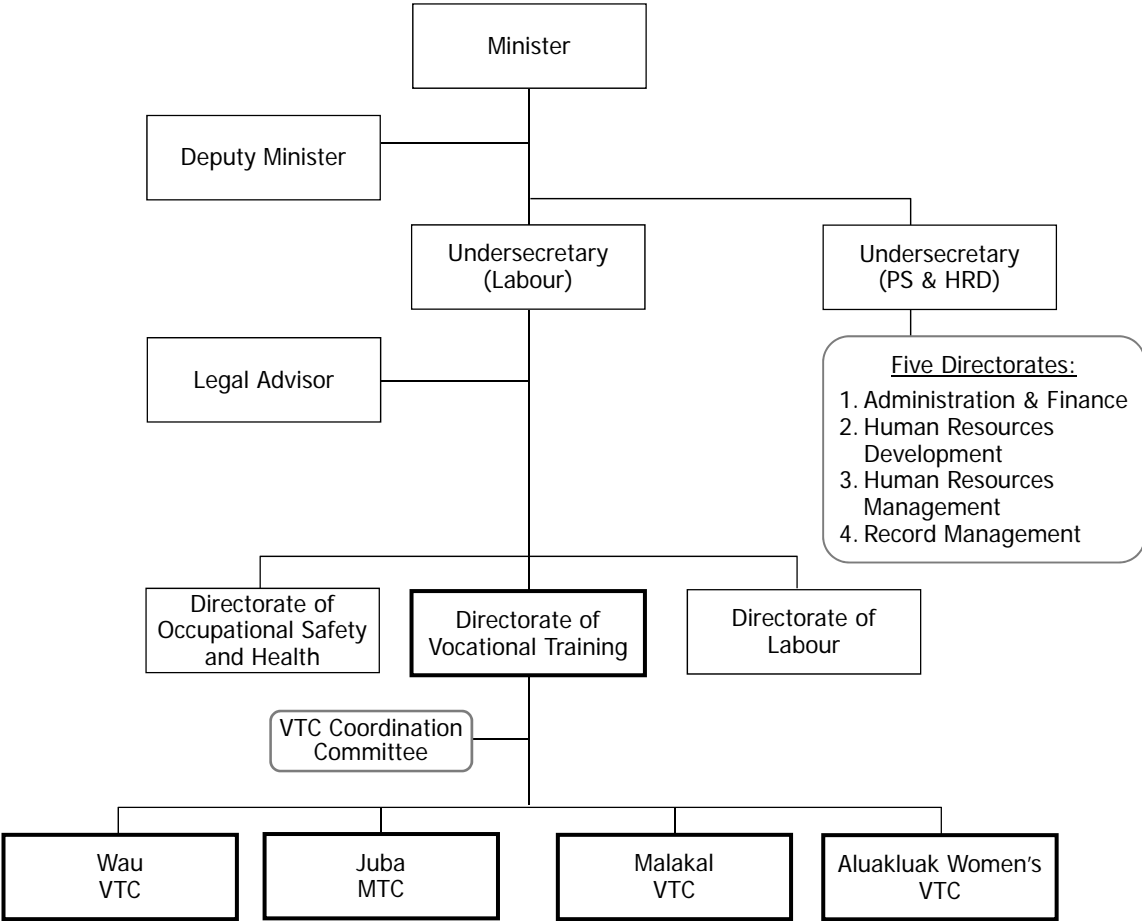 Minister
Deputy Minister
Undersecretary
(Labour)
Undersecretary
(PS & HRD)
Legal Advisor
Five Directorates:
1. Administration & Finance
2. Human Resources
Development
3. Human Resources
Management
4. Record Management
Directorate of
Occupational Safety
and Health
Directorate of
Vocational Training
Directorate of
Labour
VTC Coordination
Committee
Wau
VTC
Juba
MTC
Malakal
VTC
Aluakluak Women's
VTC